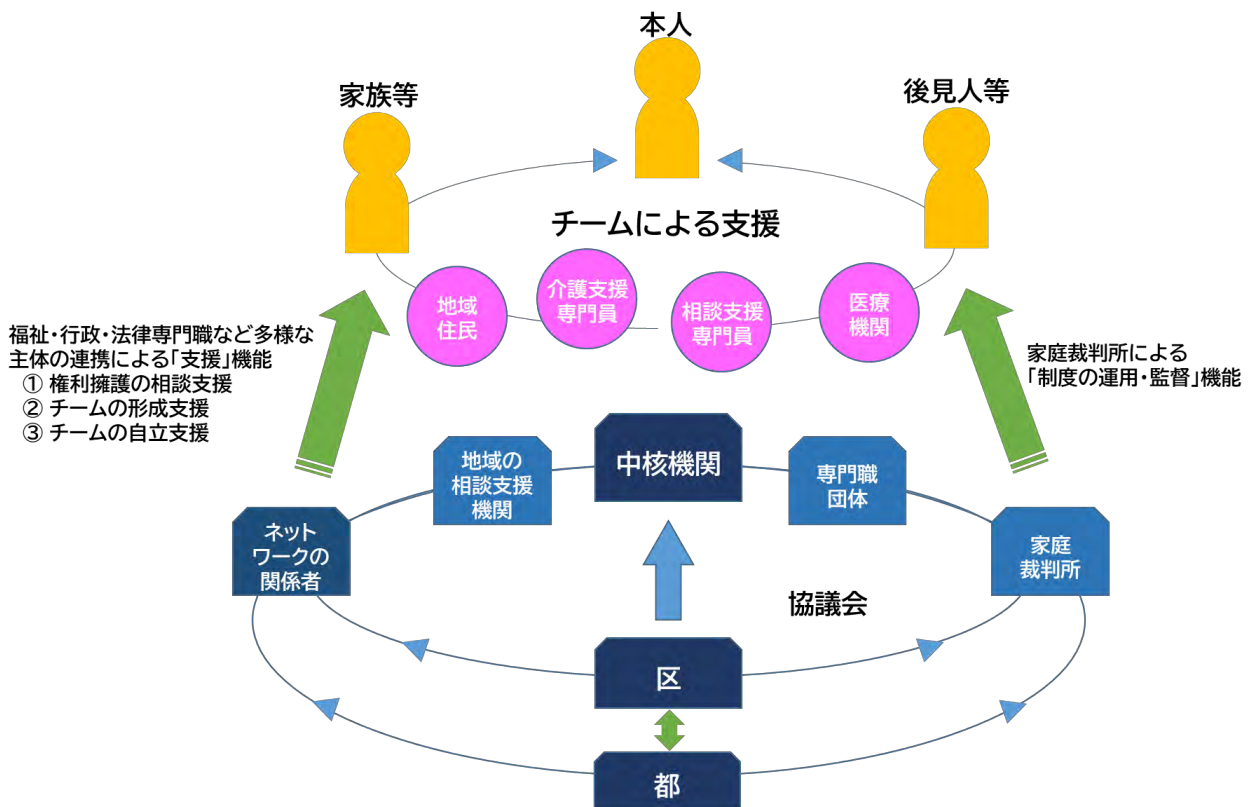 本人
家族等
後見人等
チームによる支援
地域
住民
介護支援
専門員
相談支援
専門員
医療
機関
福祉・行政・法律専門職など多様な
主体の連携による「支援」機能
① 権利擁護の相談支援
② チームの形成支援
③ チームの自立支援
家庭裁判所による
「制度の運用・監督」機能
中核機関
地域の
相談支援
機関
専門職
団体
ネット
ワークの
関係者
家庭
裁判所
協議会
区
都